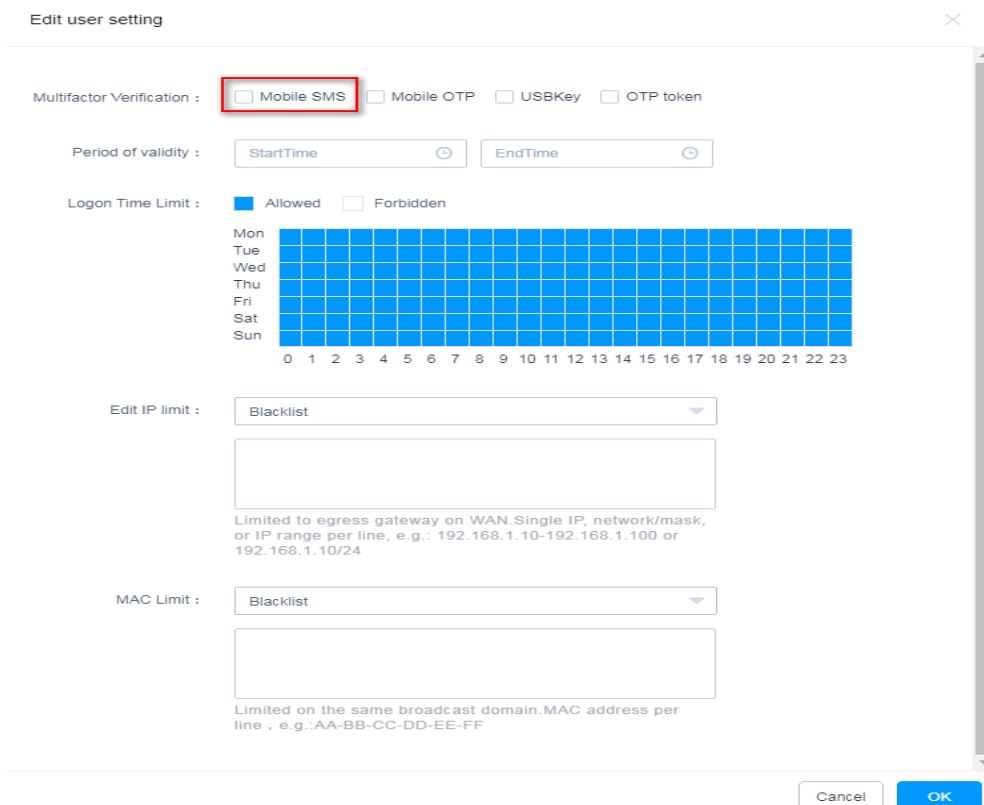 Edit user setting
Multifactor Verification : Mobile SMS Mobile OTP USBKey OTP token
Period of validity : StartTime EndTime
Logon Time Limit : Allowed Forbidden
Mon
Tue
Wed
Thu
Fri
Sat
Sun
0 1 2 3 4 5 6 7 8 9 10 11 12 13 14 15 16 17 18 19 20 21 22 23
Edit IP limit : Blacklist
Limited to egress gateway on WAN.Single IP, network/mask,
or IP range per line, e.g.: 192.168.1.10-192.168.1.100 or
192.168.1.10/24
MAC Limit : Blacklist
Limited on the same broadcast domain.MAC address per
line , e.g.:AA-BB-CC-DD-EE-FF
Cancel OK